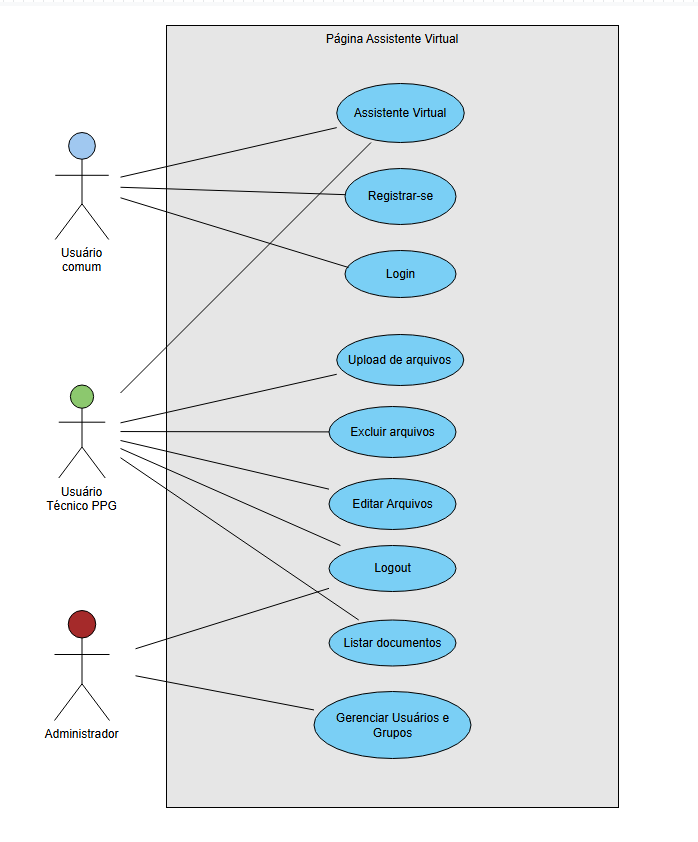 Página Assistente Virtual
Assistente Virtual
Registrar-se
Usuário
comum
Login
Upload de arquivos
Excluir arquivos
Usuário
Técnico PPG
Editar Arquivos
Logout
Listar documentos
Administrador
Gerenciar Usuários e
Grupos